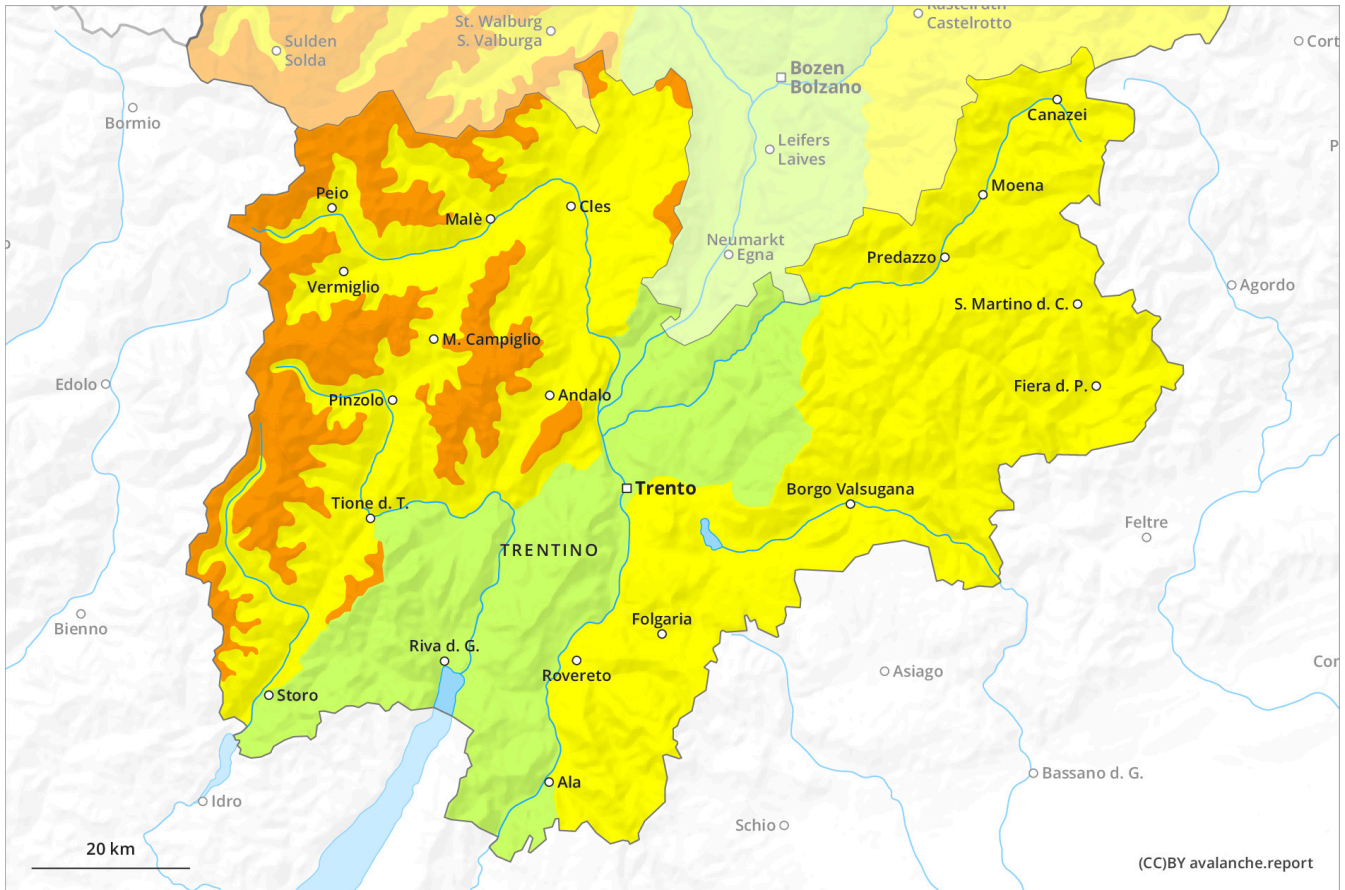 Kastelruth
Castelrotto
St. Walburg
S. Valburga
Sulden
Solda
Cort
Bozen
Bolzano
Bormio
Canazei
Leifers
Laives
Moena
Peio
Malè
Cles
Neumarkt
Egna
Predazzo
Vermiglio
Agordo
S. Martino d. C.
M. Campiglio
Edolo
Fiera d. P.
Pinzolo
Andalo
Trento
Borgo Valsugana
Tione d. T.
Feltre
TRENTINO
Bienno
Folgaria
Riva d. G.
Rovereto
Asiago
Cor
Storo
Bassano d. G.
Ala
Idro
Schio
20 km
(CC)BY avalanche.report